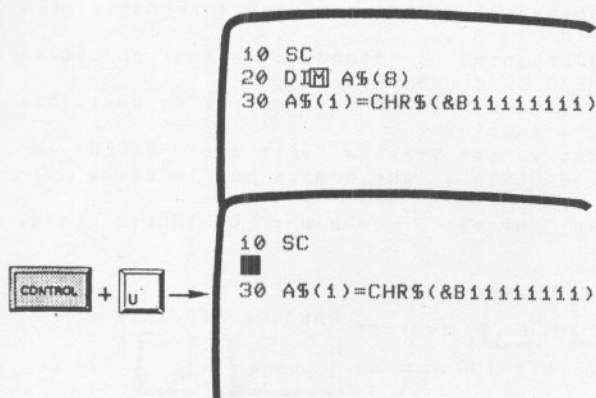 10 SC
20 DIM A$(8)
30 A$(1)=CHR$(&B11111111)
10 SC
CONTROL + U →
30 A$(1)=CHR$(&B11111111)